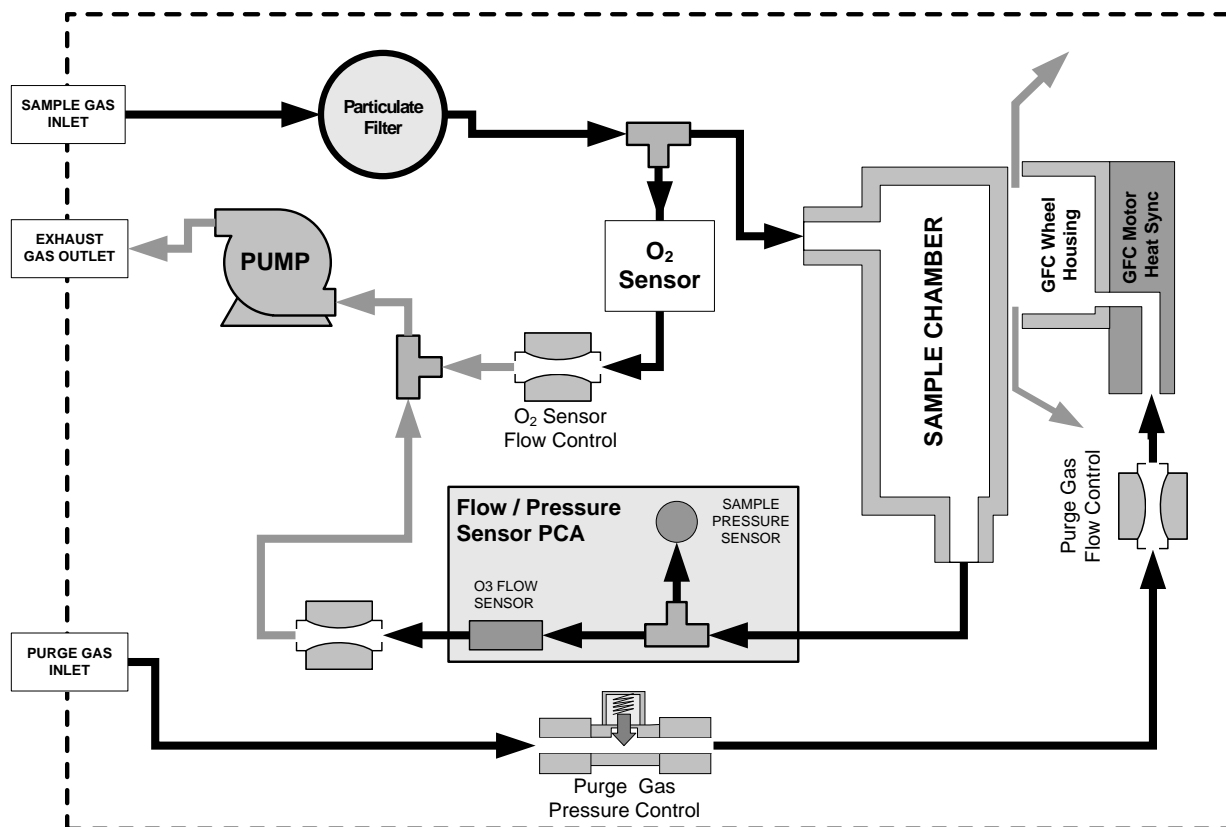 SAMPLE GAS
INLET
Particulate
Filter
EXHAUST
GAS OUTLET
PUMP
O₂
Sensor
SAMPLE CHAMBER
GFC Wheel
Housing
GFC Motor
Heat Sync
O₂ Sensor
Flow Control
Purge Gas
Flow Control
Flow / Pressure
Sensor PCA
SAMPLE
PRESSURE
SENSOR
O3 FLOW
SENSOR
PURGE GAS
INLET
Purge Gas
Pressure Control